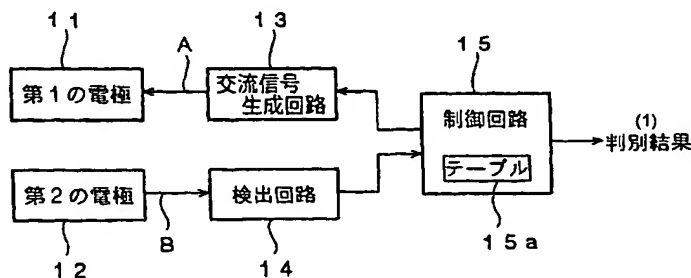 １１
１３
１５
A
第１の電極
交流信号
生成回路
制御回路
(1)
判別結果
テーブル
第２の電極
検出回路
B
１２
１４
１５a